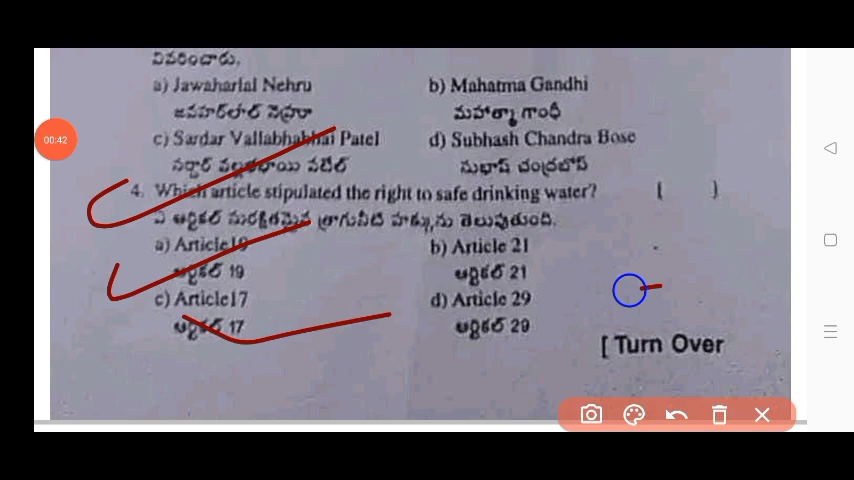 వివరించారు.
a) Jawaharlal Nehru b) Mahatma Gandhi
జవహర్‌లాల్ నెహ్రూ మహాత్మా గాంధీ
00:42
c) Sardar Vallabhabhai Patel d) Subhash Chandra Bose
సర్దార్ వల్లభభాయి పటేల్ సుభాష్ చంద్రబోస్
4. Which article stipulated the right to safe drinking water? [ ]
ఏ ఆర్టికల్ సురక్షితమైన త్రాగునీటి హక్కును తెలుపుతుంది.
a) Article19 b) Article 21
ఆర్టికల్ 19 ఆర్టికల్ 21
c) Article17 d) Article 29
ఆర్టికల్ 17 ఆర్టికల్ 29
[ Turn Over